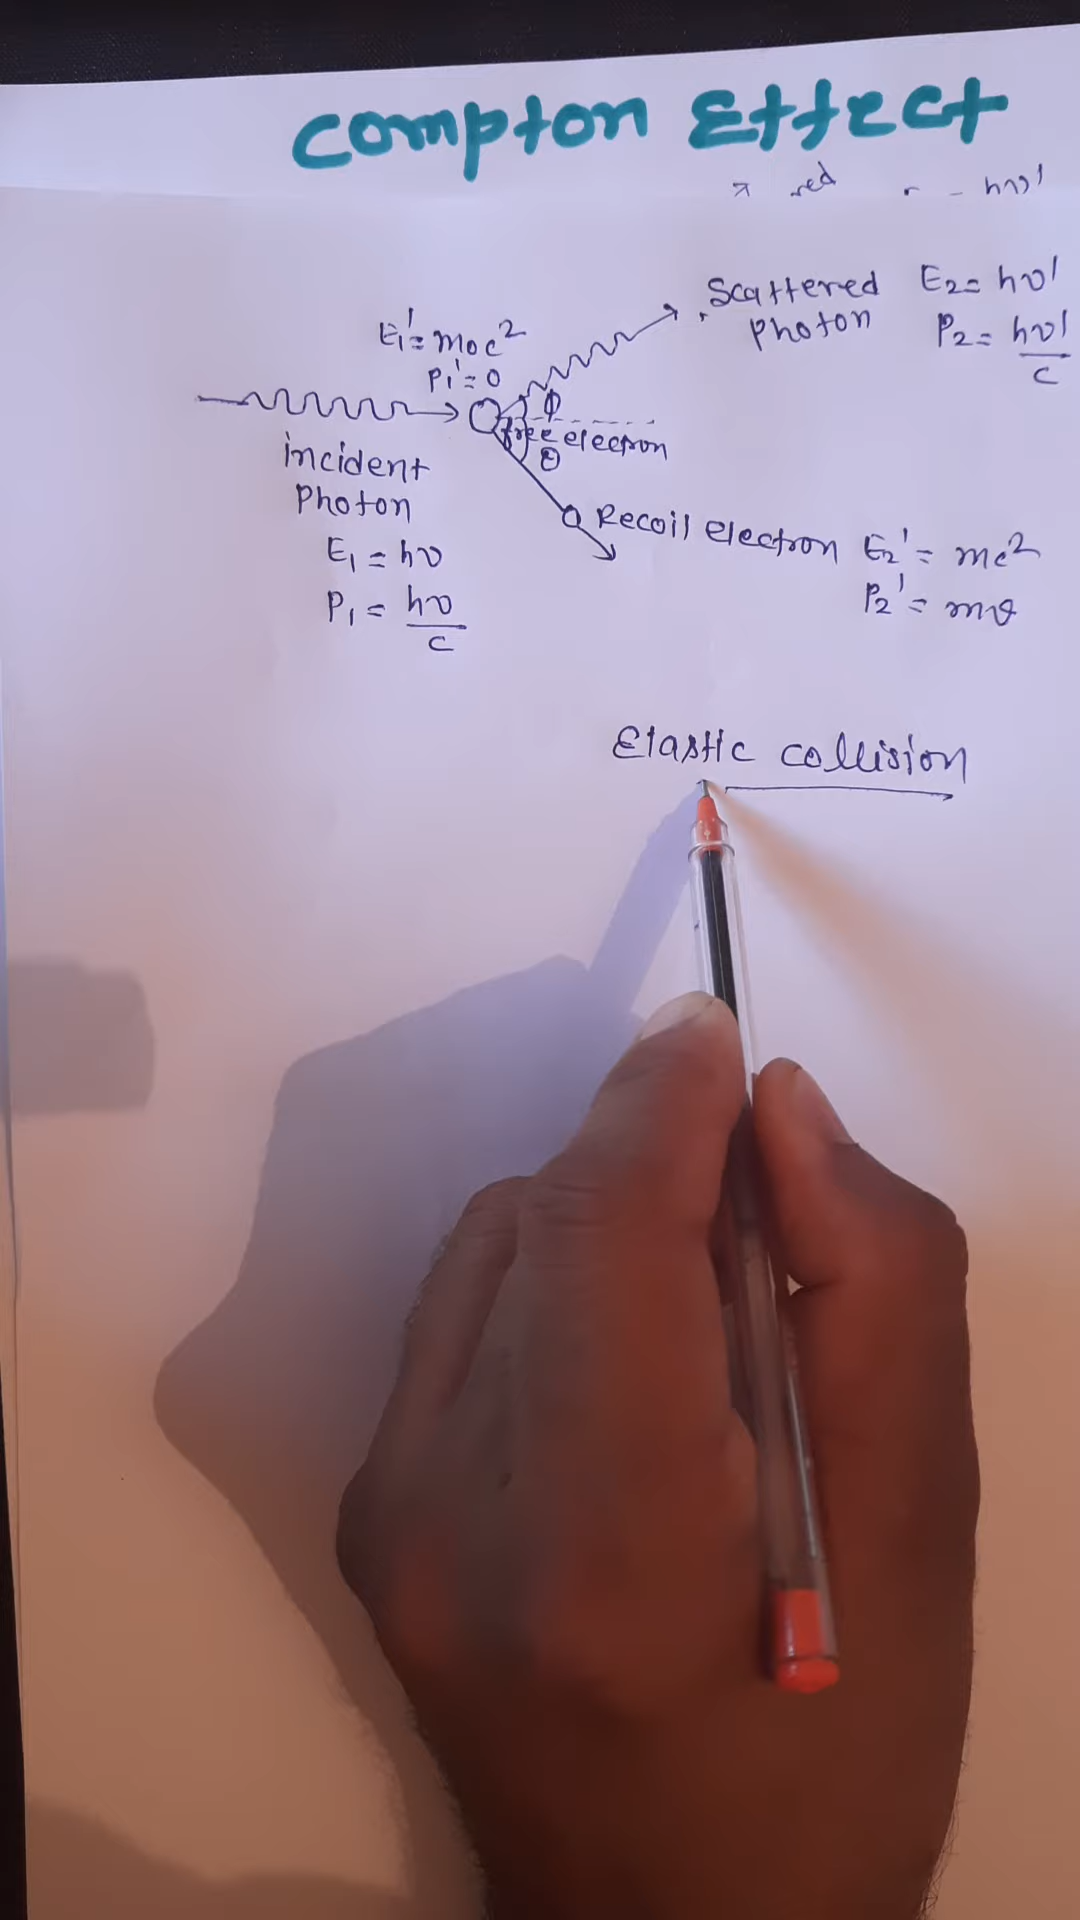 Compton Effect
hν'
Scattered
Photon
E₂ = hν'
P₂ = hν'/c
E₁' = m₀c²
P₁' = 0
ϕ
free electron
θ
incident
Photon
E₁ = hν
P₁ = hν/c
Recoil electron
E₂' = mc²
P₂' = mv
Elastic collision